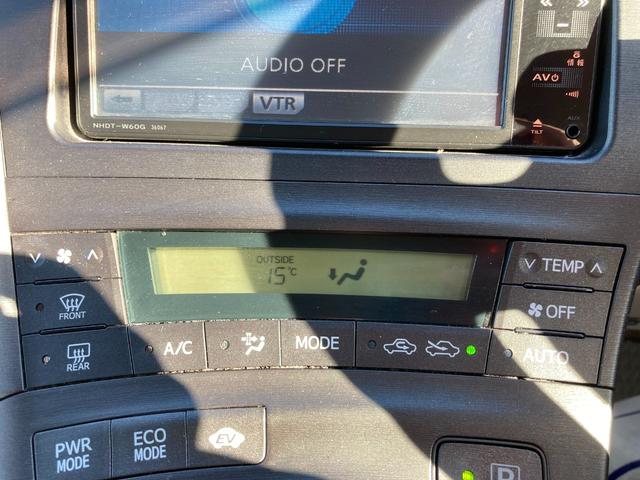 AUDIO OFF
VTR
NHDT-W60G 36067
情報
AV
TILT
AUX
OUTSIDE
15°C
TEMP
FRONT
OFF
REAR
A/C
MODE
AUTO
PWR
MODE
ECO
MODE
EV
P